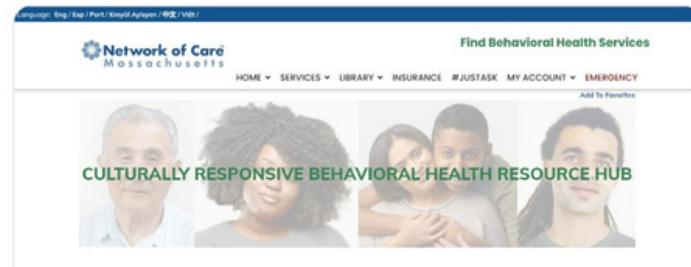 Language: Eng / Esp / Port / Kreyòl Ayisyen / 中文 / Việt /
Find Behavioral Health Services
Network of Care
Massachusetts
HOME SERVICES LIBRARY INSURANCE #JUSTASK MY ACCOUNT EMERGENCY
Add To Favorites
CULTURALLY RESPONSIVE BEHAVIORAL HEALTH RESOURCE HUB